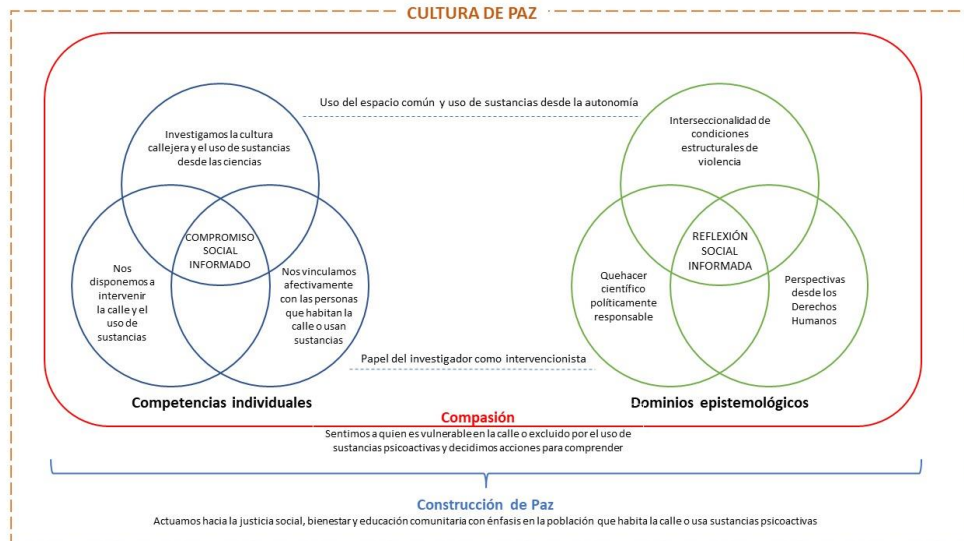 CULTURA DE PAZ
Uso del espacio común y uso de sustancias desde la autonomía
Investigamos la cultura
callejera y el uso de sustancias
desde las ciencias
COMPROMISO
SOCIAL
INFORMADO
Nos
disponemos a
intervenir
la calle y el
uso de
sustancias
Nos vinculamos
afectivamente
con las personas
que habitan la
calle o usan
sustancias
Interseccionalidad de
condiciones
estructurales de
violencia
REFLEXIÓN
SOCIAL
INFORMADA
Quehacer
científico
políticamente
responsable
Perspectivas
desde los
Derechos
Humanos
Papel del investigador como intervencionista
Competencias individuales
Dominios epistemológicos
Compasión
Sentimos a quien es vulnerable en la calle o excluido por el uso de
sustancias psicoactivas y decidimos acciones para comprender
Construcción de Paz
Actuamos hacia la justicia social, bienestar y educación comunitaria con énfasis en la población que habita la calle o usa sustancias psicoactivas